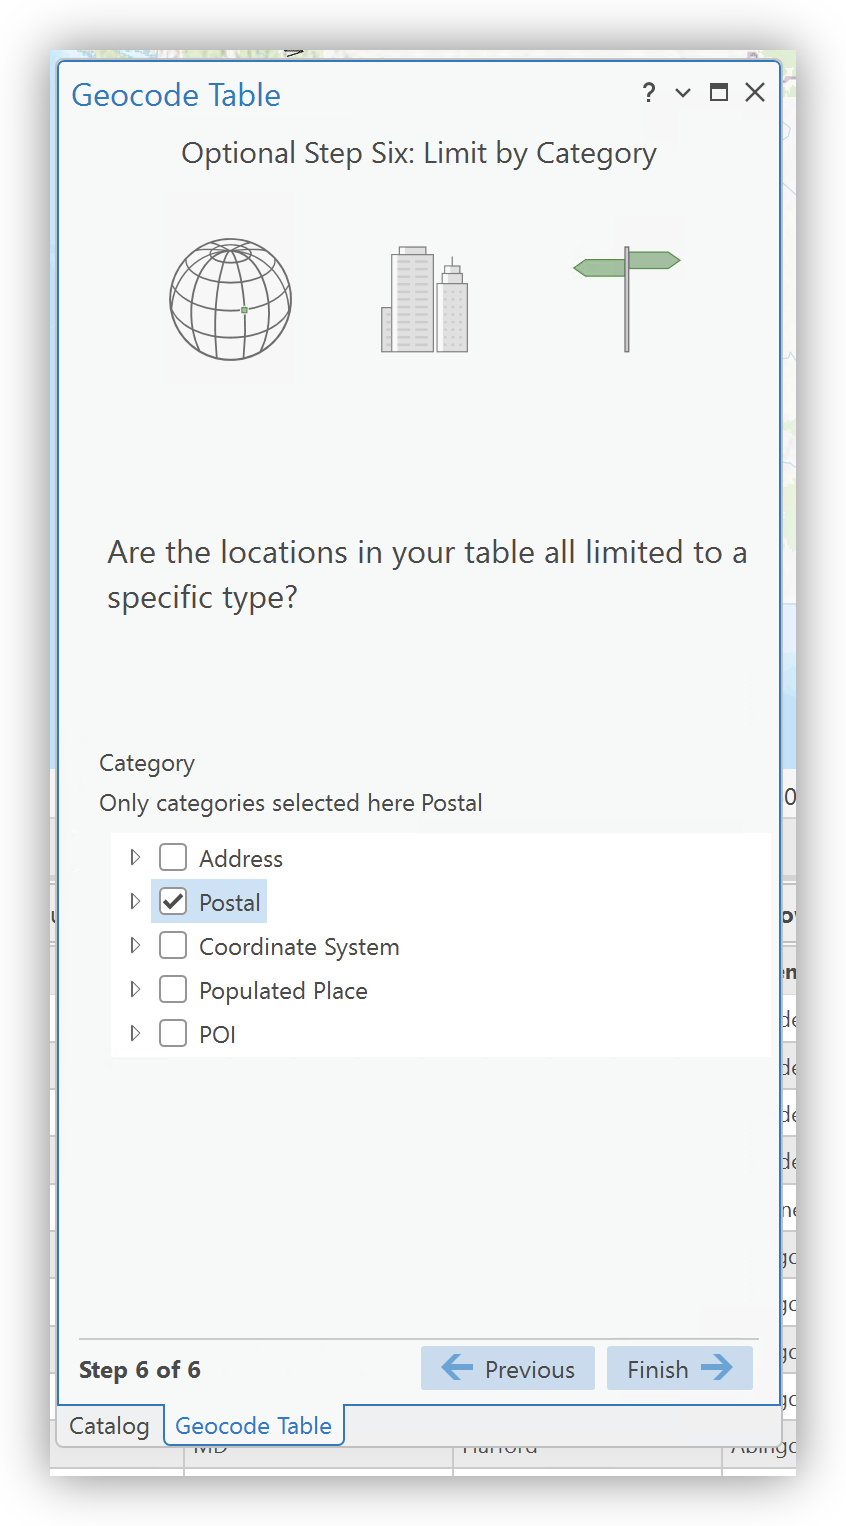 Geocode Table
?
Optional Step Six: Limit by Category
Are the locations in your table all limited to a
specific type?
Category
Only categories selected here Postal
Address
Postal
Coordinate System
Populated Place
POI
Step 6 of 6
Previous
Finish
Catalog
Geocode Table